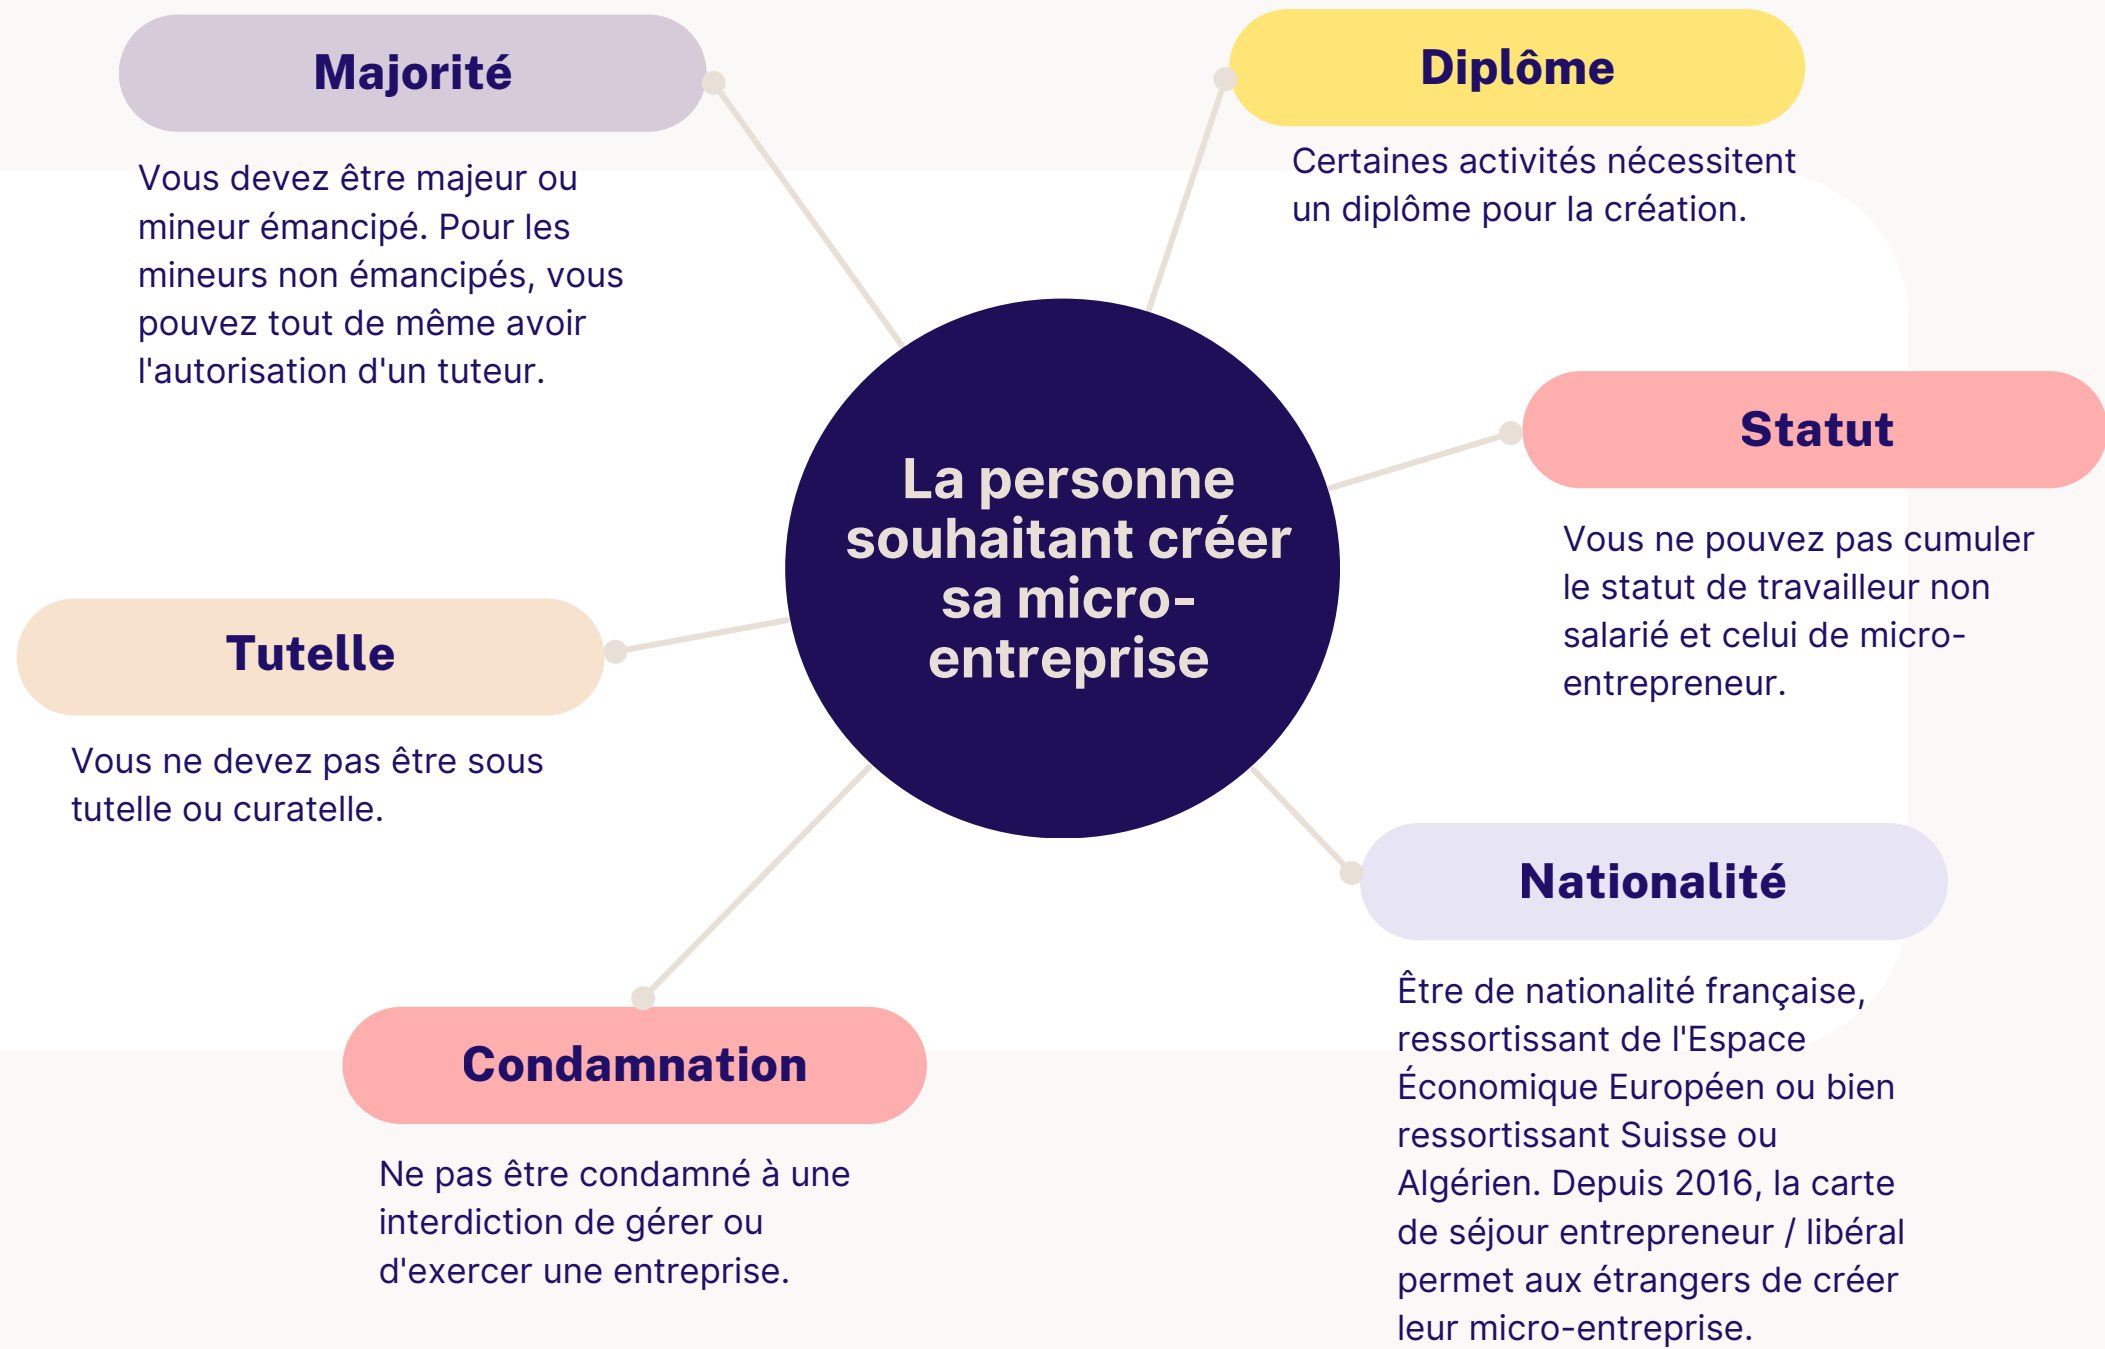 Majorité
Vous devez être majeur ou
mineur émancipé. Pour les
mineurs non émancipés, vous
pouvez tout de même avoir
l'autorisation d'un tuteur.
Diplôme
Certaines activités nécessitent
un diplôme pour la création.
La personne
souhaitant créer
sa micro-
entreprise
Statut
Vous ne pouvez pas cumuler
le statut de travailleur non
salarié et celui de micro-
entrepreneur.
Tutelle
Vous ne devez pas être sous
tutelle ou curatelle.
Nationalité
Être de nationalité française,
ressortissant de l'Espace
Économique Européen ou bien
ressortissant Suisse ou
Algérien. Depuis 2016, la carte
de séjour entrepreneur / libéral
permet aux étrangers de créer
leur micro-entreprise.
Condamnation
Ne pas être condamné à une
interdiction de gérer ou
d'exercer une entreprise.